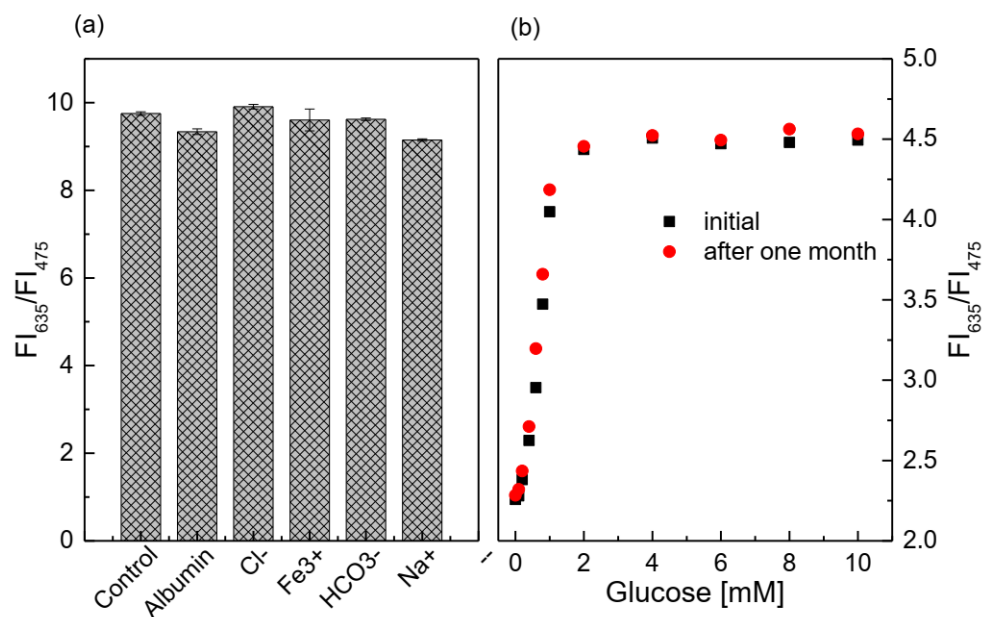 (a)
FI635/FI475
10
8
6
4
2
0
Control
Albumin
Cl-
Fe3+
HCO3-
Na+
--
(b)
initial
after one month
5.0
4.5
4.0
3.5
3.0
2.5
2.0
FI635/FI475
0 2 4 6 8 10
Glucose [mM]